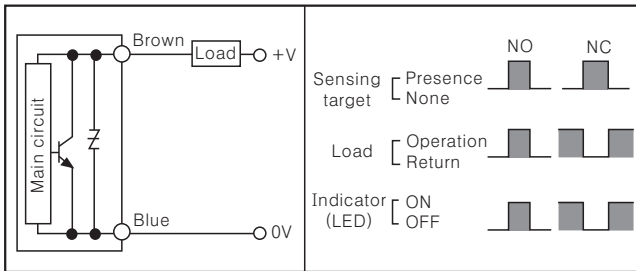 Brown
Load
+V
Main circuit
Blue
0V
NO NC
Sensing target Presence
None
Load Operation
Return
Indicator (LED) ON
OFF